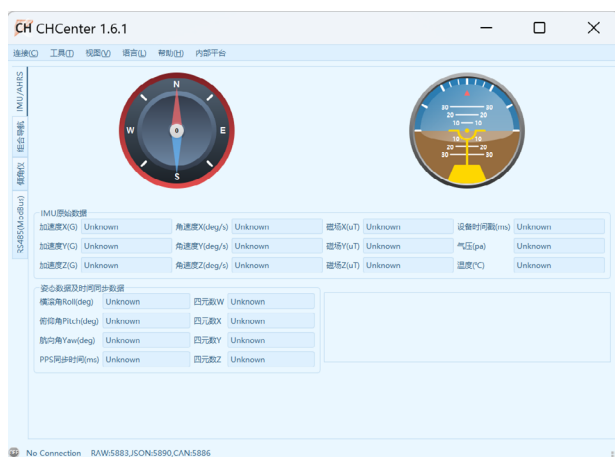 CH CHCenter 1.6.1
连接(C) 工具(T) 视图(V) 语言(L) 帮助(H) 内部平台
IMU/AHRS
组合导航
倾角仪
RS485(ModBus)
N
W 0 E
S
30 30
20 20
10 10
10 10
20 20
30 30
IMU原始数据
加速度X(G) Unknown 角速度X(deg/s) Unknown 磁场X(uT) Unknown 设备时间戳(ms) Unknown
加速度Y(G) Unknown 角速度Y(deg/s) Unknown 磁场Y(uT) Unknown 气压(pa) Unknown
加速度Z(G) Unknown 角速度Z(deg/s) Unknown 磁场Z(uT) Unknown 温度(℃) Unknown
姿态数据及时间同步数据
横滚角Roll(deg) Unknown 四元数W Unknown
俯仰角Pitch(deg) Unknown 四元数X Unknown
航向角Yaw(deg) Unknown 四元数Y Unknown
PPS同步时间(ms) Unknown 四元数Z Unknown
No Connection RAW:5883,JSON:5890,CAN:5886